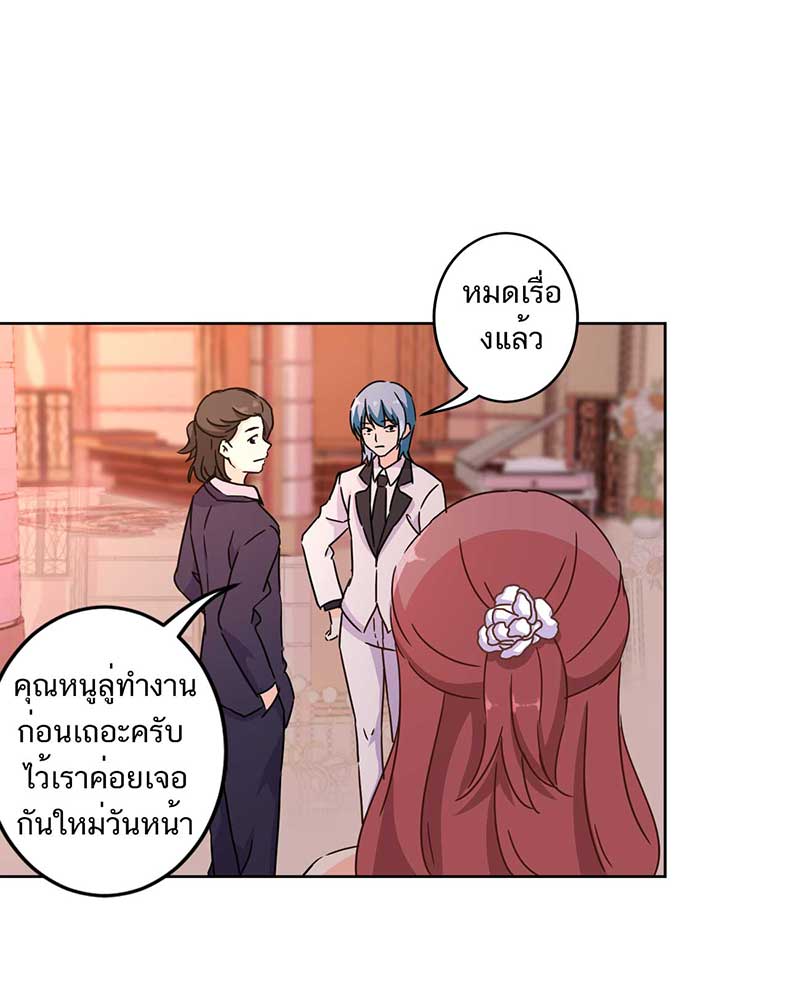 หมดเรื่อ
งแล้ว
คุณหนูลู่ทำงาน
ก่อนเถอะครับ
ไว้เราค่อยเจอ
กันใหม่วันหน้า